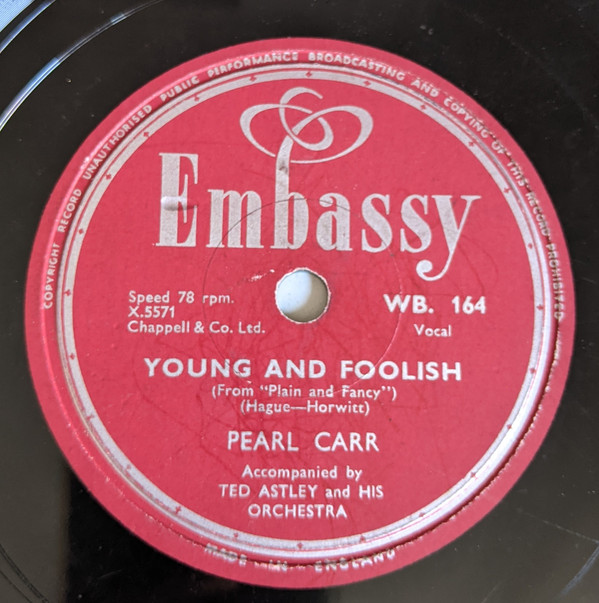 COPYRIGHT RECORD UNAUTHORISED PUBLIC PERFORMANCE BROADCASTING AND COPYING OF THIS RECORD PROHIBITED
Embassy
Speed 78 rpm.
X.5571
Chappell & Co. Ltd.
WB. 164
Vocal
YOUNG AND FOOLISH
(From "Plain and Fancy")
(Hague—Horwitt)
PEARL CARR
Accompanied by
TED ASTLEY and HIS
ORCHESTRA
MADE IN ENGLAND